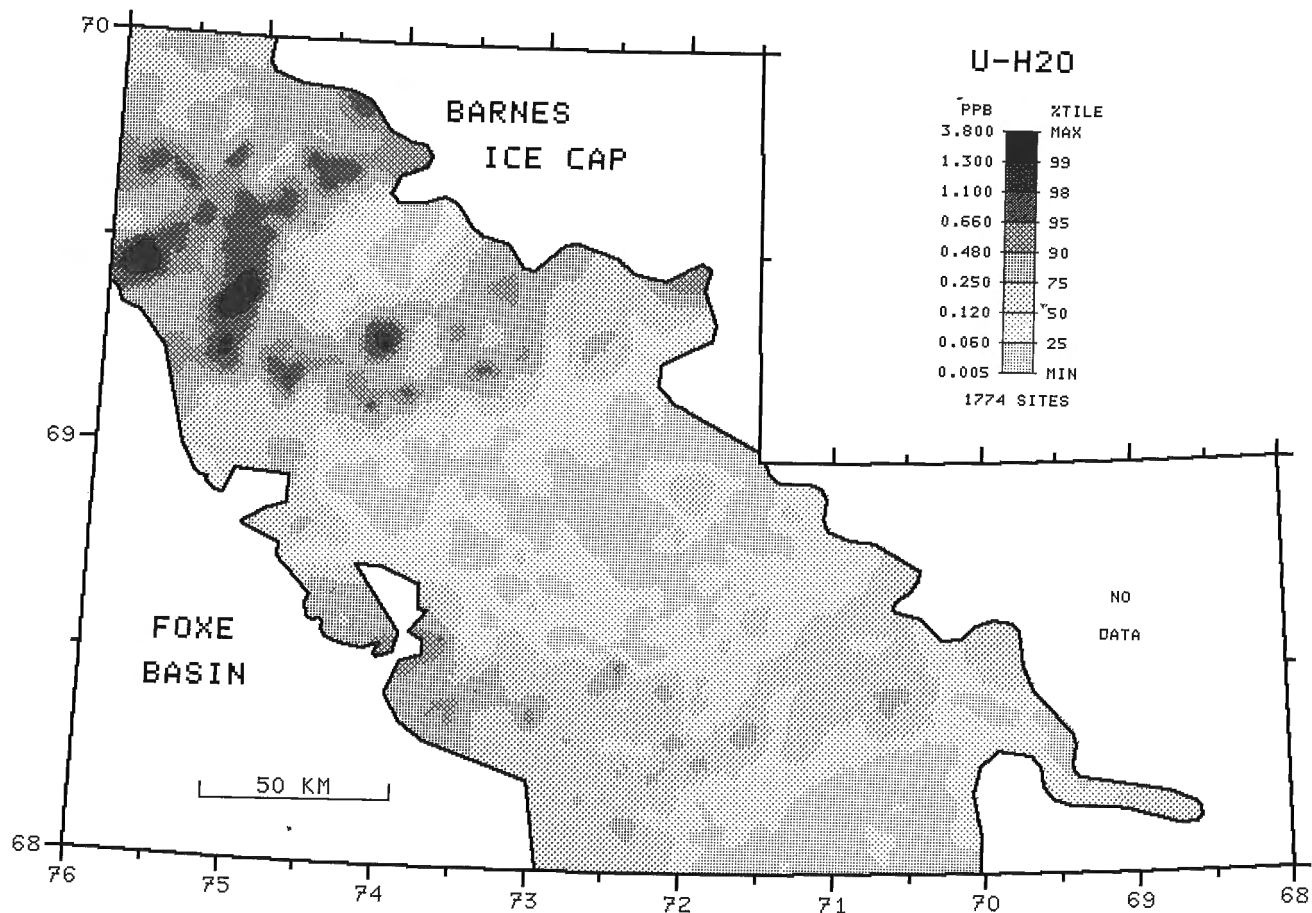 70
U-H2O
BARNES
ICE CAP
PPB %TILE
3.800 MAX
1.300 99
1.100 98
0.660 95
0.480 90
0.250 75
0.120 50
0.060 25
0.005 MIN
1774 SITES
69
NO
DATA
FOXE
BASIN
50 KM
68
76 75 74 73 72 71 70 69 68